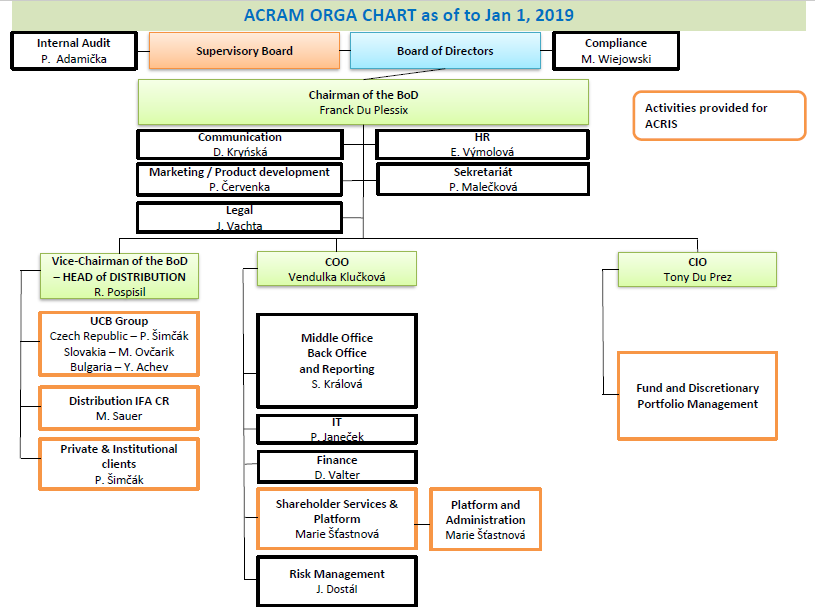 ACRAM ORGA CHART as of to Jan 1, 2019
Internal Audit
P. Adamička
Supervisory Board
Board of Directors
Compliance
M. Wiejowski
Chairman of the BoD
Franck Du Plessix
Activities provided for
ACRIS
Communication
D. Kryńská
HR
E. Výmolová
Marketing / Product development
P. Červenka
Sekretariát
P. Malečková
Legal
J. Vachta
Vice-Chairman of the BoD
– HEAD of DISTRIBUTION
R. Pospisil
COO
Vendulka Klučková
CIO
Tony Du Prez
UCB Group
Czech Republic – P. Šimčák
Slovakia – M. Ovčarik
Bulgaria – Y. Achev
Distribution IFA CR
M. Sauer
Private & Institutional
clients
P. Šimčák
Middle Office
Back Office
and Reporting
S. Králová
IT
P. Janeček
Finance
D. Valter
Shareholder Services &
Platform
Marie Šťastnová
Platform and
Administration
Marie Šťastnová
Risk Management
J. Dostál
Fund and Discretionary
Portfolio Management